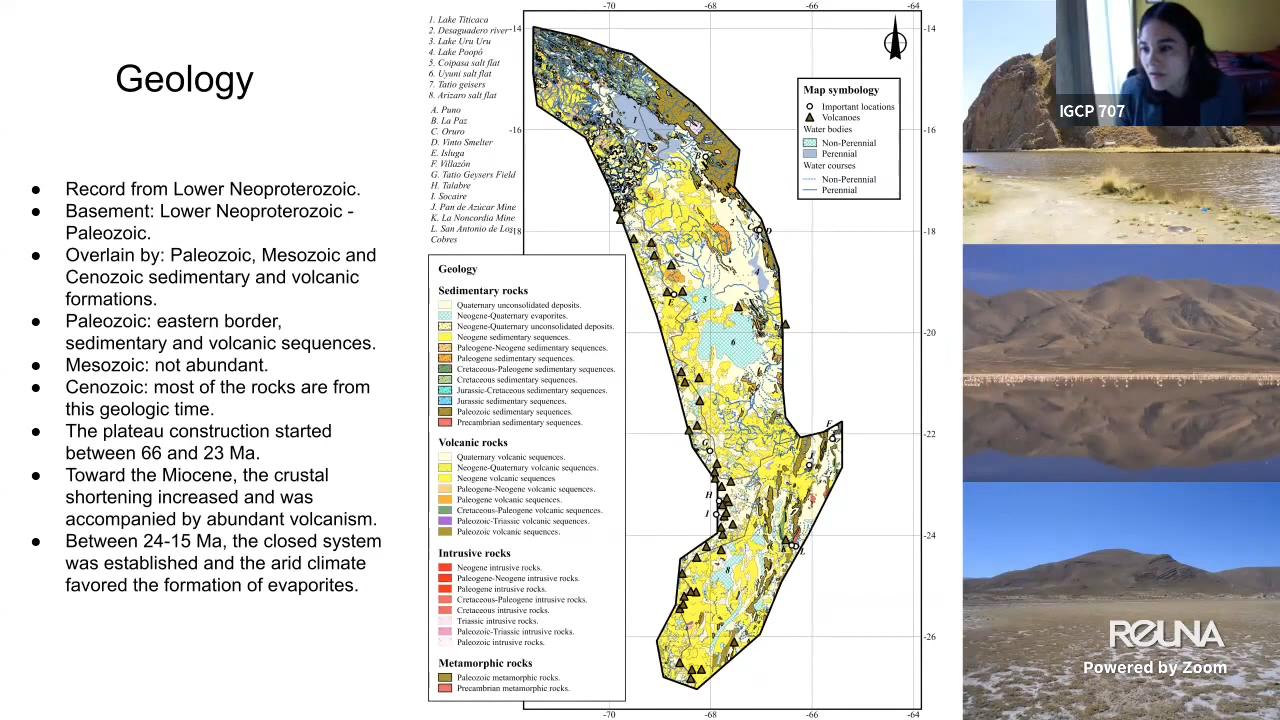 Geology
● Record from Lower Neoproterozoic.
● Basement: Lower Neoproterozoic -
Paleozoic.
● Overlain by: Paleozoic, Mesozoic and
Cenozoic sedimentary and volcanic
formations.
● Paleozoic: eastern border,
sedimentary and volcanic sequences.
● Mesozoic: not abundant.
● Cenozoic: most of the rocks are from
this geologic time.
● The plateau construction started
between 66 and 23 Ma.
● Toward the Miocene, the crustal
shortening increased and was
accompanied by abundant volcanism.
● Between 24-15 Ma, the closed system
was established and the arid climate
favored the formation of evaporites.
1. Lake Titicaca
2. Desaguadero river
3. Lake Uru Uru
4. Lake Poopó
5. Coipasa salt flat
6. Uyuni salt flat
7. Tatio geisers
8. Arizaro salt flat
A. Puno
B. La Paz
C. Oruro
D. Vinto Smelter
E. Isluga
F. Villazón
G. Tatio Geysers Field
H. Talabre
I. Socaire
J. Pan de Azúcar Mine
K. La Noncordia Mine
L. San Antonio de Los
Cobres
Geology
Sedimentary rocks
Quaternary unconsolidated deposits.
Neogene-Quaternary evaporites.
Neogene-Quaternary unconsolidated deposits.
Neogene sedimentary sequences.
Paleogene-Neogene sedimentary sequences.
Paleogene sedimentary sequences.
Cretaceous-Paleogene sedimentary sequences.
Cretaceous sedimentary sequences.
Jurassic-Cretaceous sedimentary sequences.
Jurassic sedimentary sequences.
Paleozoic sedimentary sequences.
Precambrian sedimentary sequences.
Volcanic rocks
Quaternary volcanic sequences.
Neogene-Quaternary volcanic sequences.
Neogene volcanic sequences
Paleogene-Neogene volcanic sequences.
Paleogene volcanic sequences.
Cretaceous-Paleogene volcanic sequences.
Paleozoic-Triassic volcanic sequences.
Paleozoic volcanic sequences.
Intrusive rocks
Neogene intrusive rocks.
Paleogene-Neogene intrusive rocks.
Paleogene intrusive rocks.
Cretaceous-Paleogene intrusive rocks.
Cretaceous intrusive rocks.
Triassic intrusive rocks.
Paleozoic-Triassic intrusive rocks.
Paleozoic intrusive rocks.
Metamorphic rocks
Paleozoic metamorphic rocks.
Precambrian metamorphic rocks.
-70 -68 -66 -64
-14 -14
-16 -16
-18 -18
-20
-22
-24
-26
-70 -68 -66 -64
1
B
2
C D
4
E 5
6
F
G
H
I
L
8
Map symbology
Important locations
Volcanoes
Water bodies
Non-Perennial
Perennial
Water courses
Non-Perennial
Perennial
IGCP 707
REUNA
Powered by Zoom